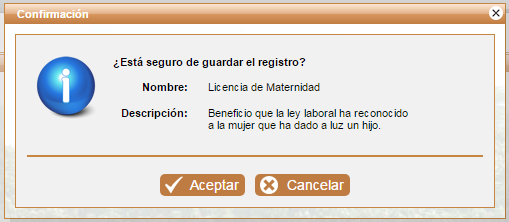 Confirmación
¿Está seguro de guardar el registro?
Nombre: Licencia de Maternidad
Descripción: Beneficio que la ley laboral ha reconocido
a la mujer que ha dado a luz un hijo.
Aceptar Cancelar